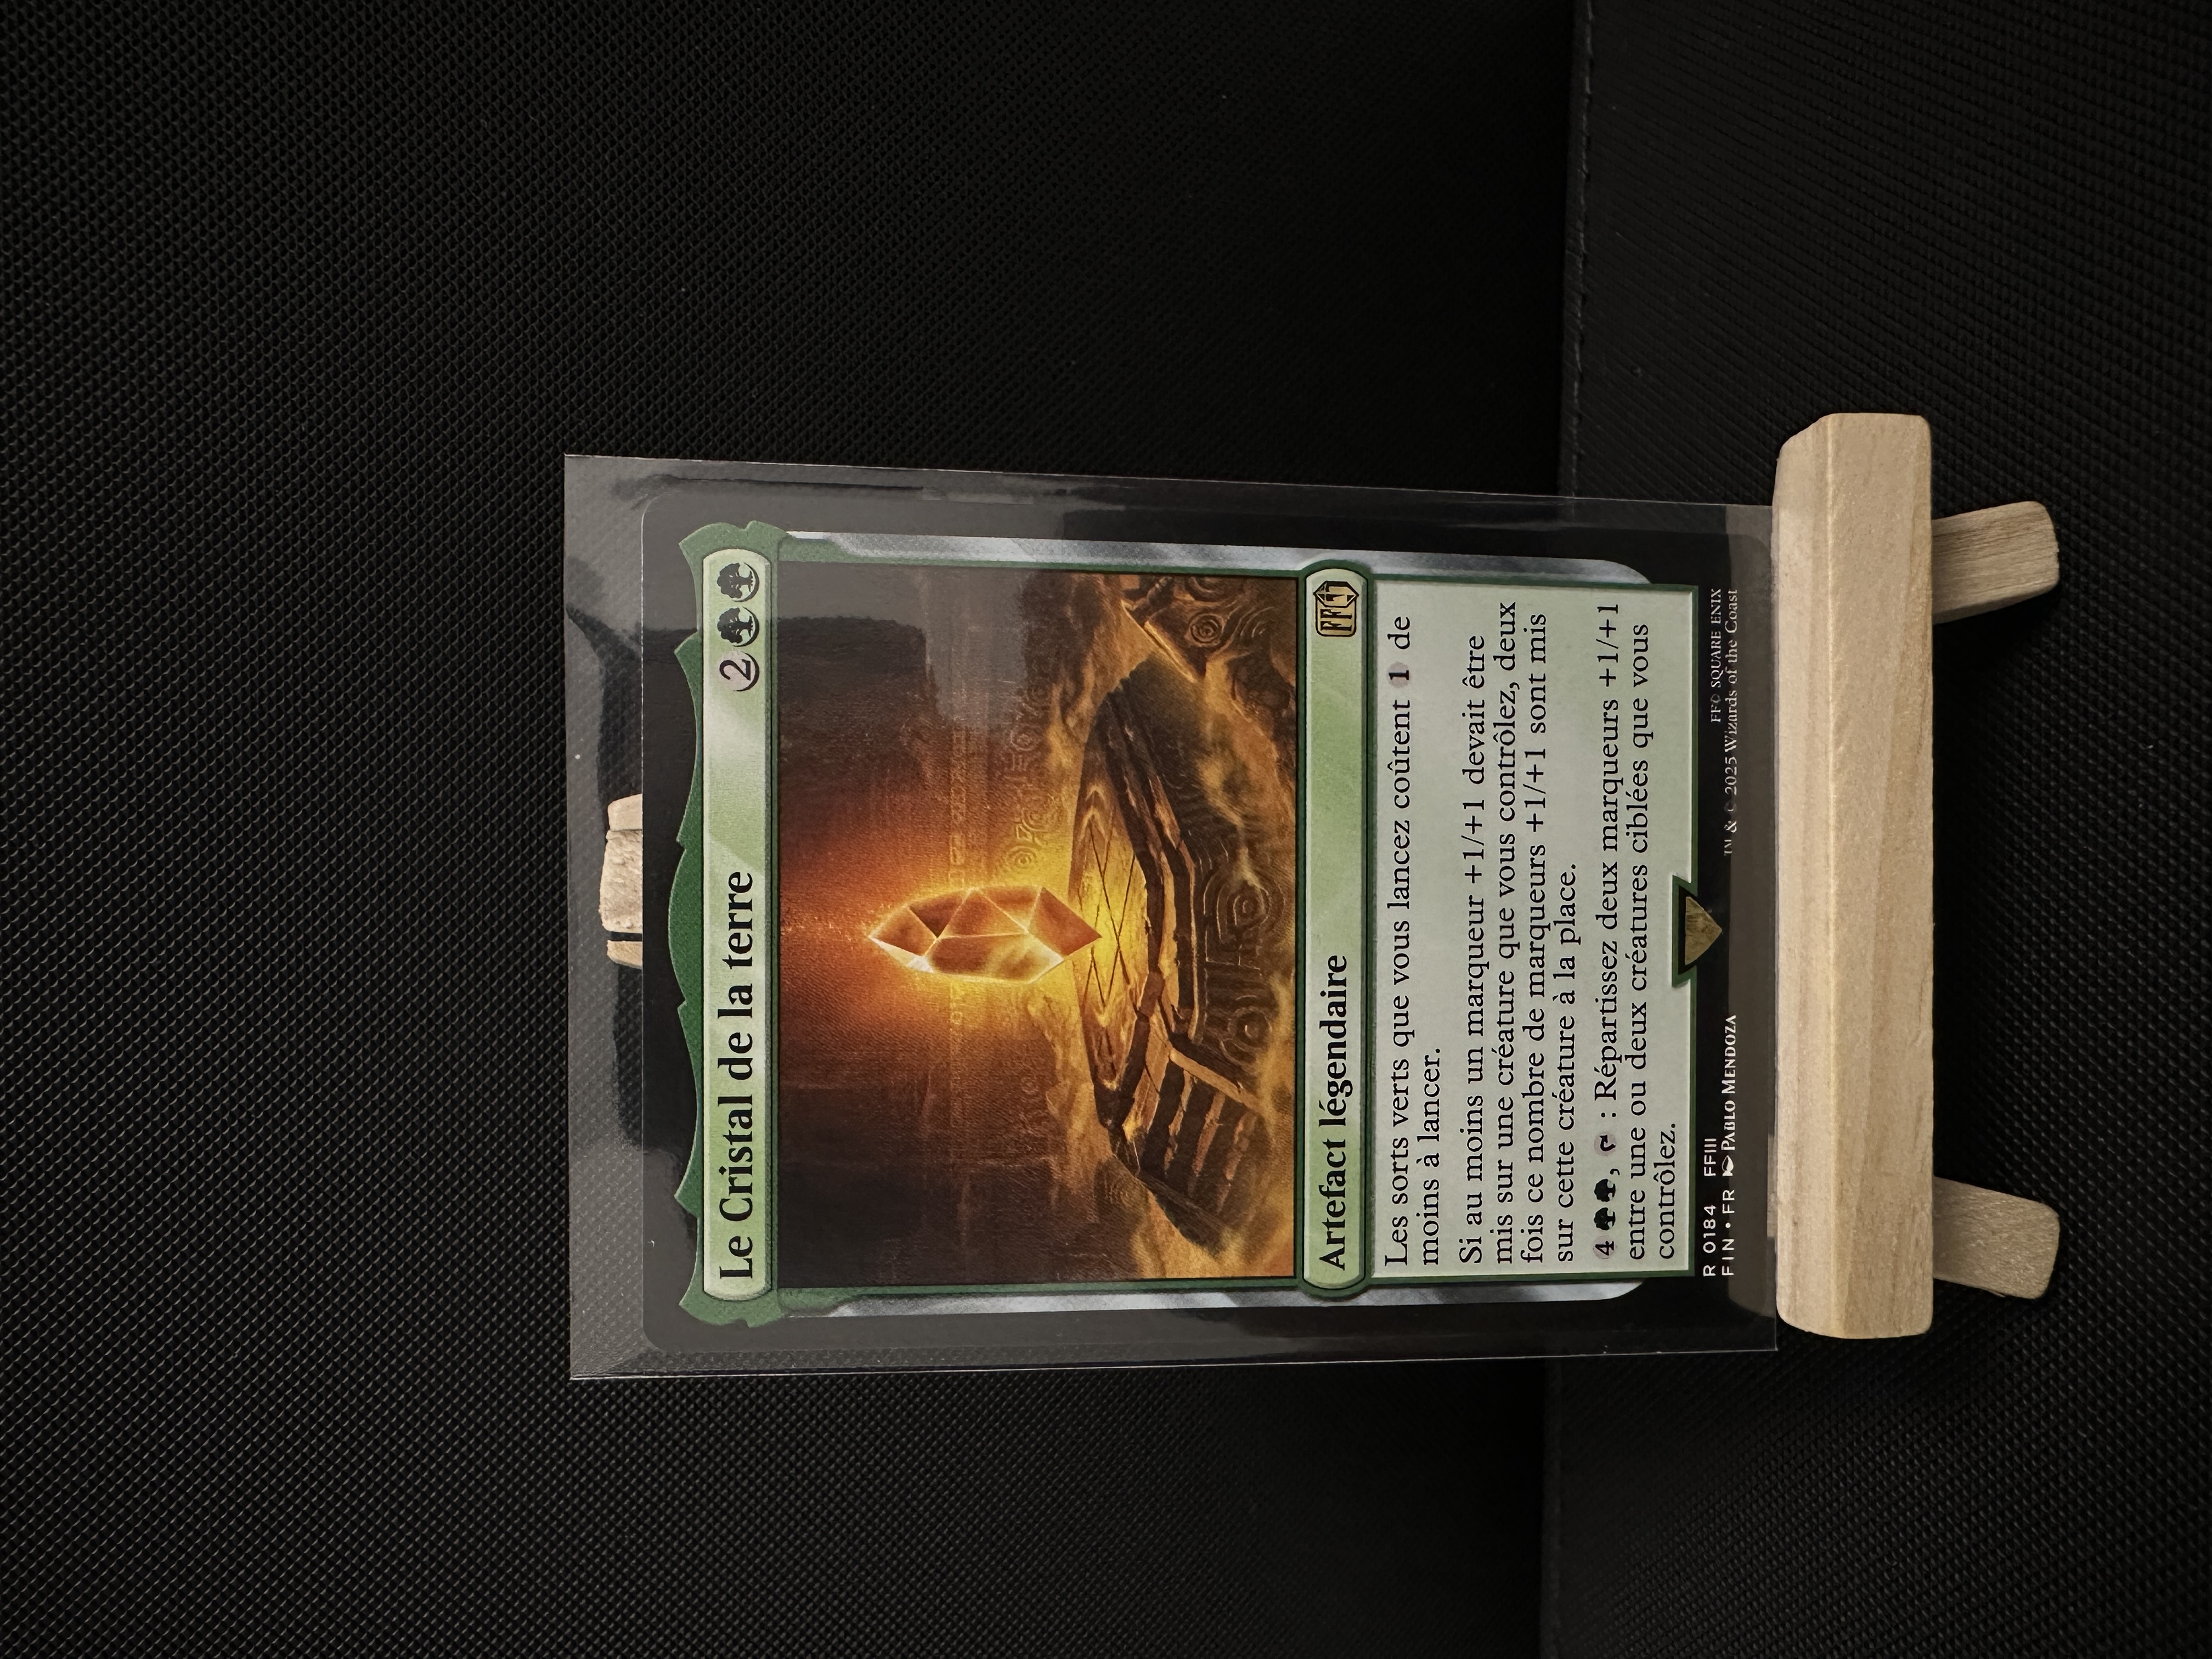 Le Cristal de la terre 2
Artefact légendaire FF
Les sorts verts que vous lancez coûtent 1 de
moins à lancer.
Si au moins un marqueur +1/+1 devait être
mis sur une créature que vous contrôlez, deux
fois ce nombre de marqueurs +1/+1 sont mis
sur cette créature à la place.
4, : Répartissez deux marqueurs +1/+1
entre une ou deux créatures ciblées que vous
contrôlez.
R 0184 FFIII
FIN • FR PABLO MENDOZA
FF© SQUARE ENIX
™ & © 2025 Wizards of the Coast